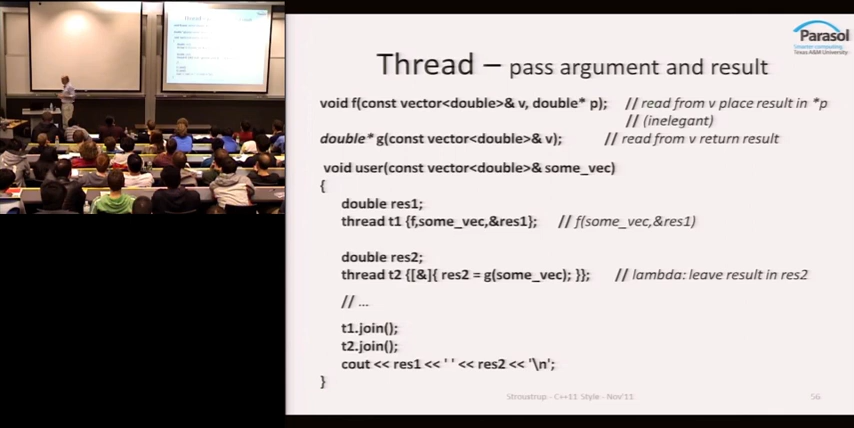 Parasol
Smarter computing.
Texas A&M University
Thread – pass argument and result
void f(const vector<double>& v, double* p); // read from v place result in *p
// (inelegant)
double* g(const vector<double>& v); // read from v return result
void user(const vector<double>& some_vec)
{
double res1;
thread t1 {f,some_vec,&res1}; // f(some_vec,&res1)
double res2;
thread t2 {[&]{ res2 = g(some_vec); }}; // lambda: leave result in res2
// ...
t1.join();
t2.join();
cout << res1 << ' ' << res2 << '\n';
}
Stroustrup - C++11 Style - Nov'11
56